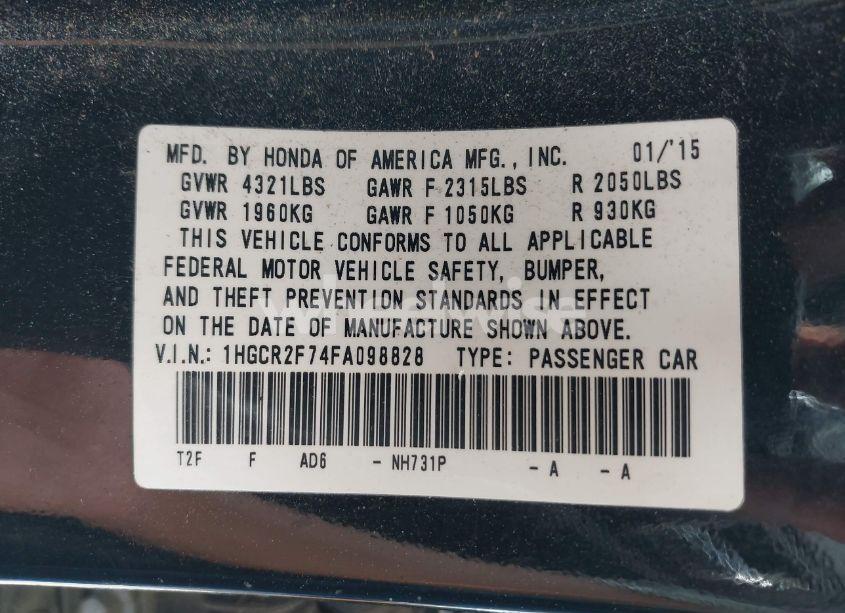 MFD. BY HONDA OF AMERICA MFG., INC. 01/'15
GVWR 4321LBS GAWR F 2315LBS R 2050LBS
GVWR 1960KG GAWR F 1050KG R 930KG
THIS VEHICLE CONFORMS TO ALL APPLICABLE
FEDERAL MOTOR VEHICLE SAFETY, BUMPER,
AND THEFT PREVENTION STANDARDS IN EFFECT
wheelwise
ON THE DATE OF MANUFACTURE SHOWN ABOVE.
V.I.N.: 1HGCR2F74FA098828 TYPE: PASSENGER CAR
T2F F AD6 - NH731P - A - A